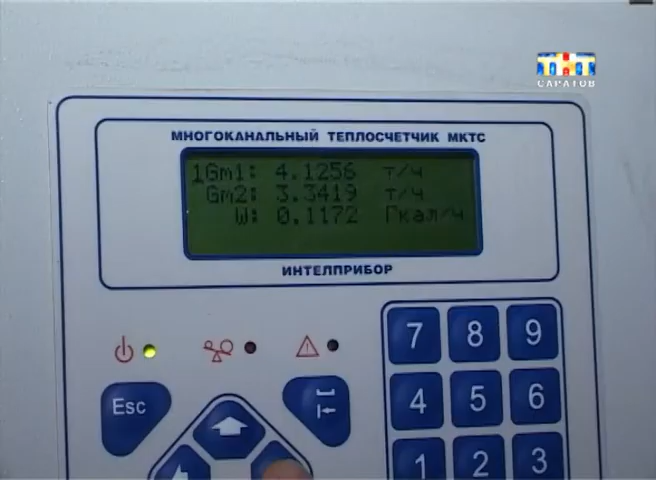 ТНТ
САРАТОВ
МНОГОКАНАЛЬНЫЙ ТЕПЛОСЧЕТЧИК МКТС
1Gm1: 4.1256 т/ч
Gm2: 3.3419 т/ч
W: 0.1172 Гкал/ч
ИНТЕЛПРИБОР
7 8 9
Esc
4 5 6
1 2 3